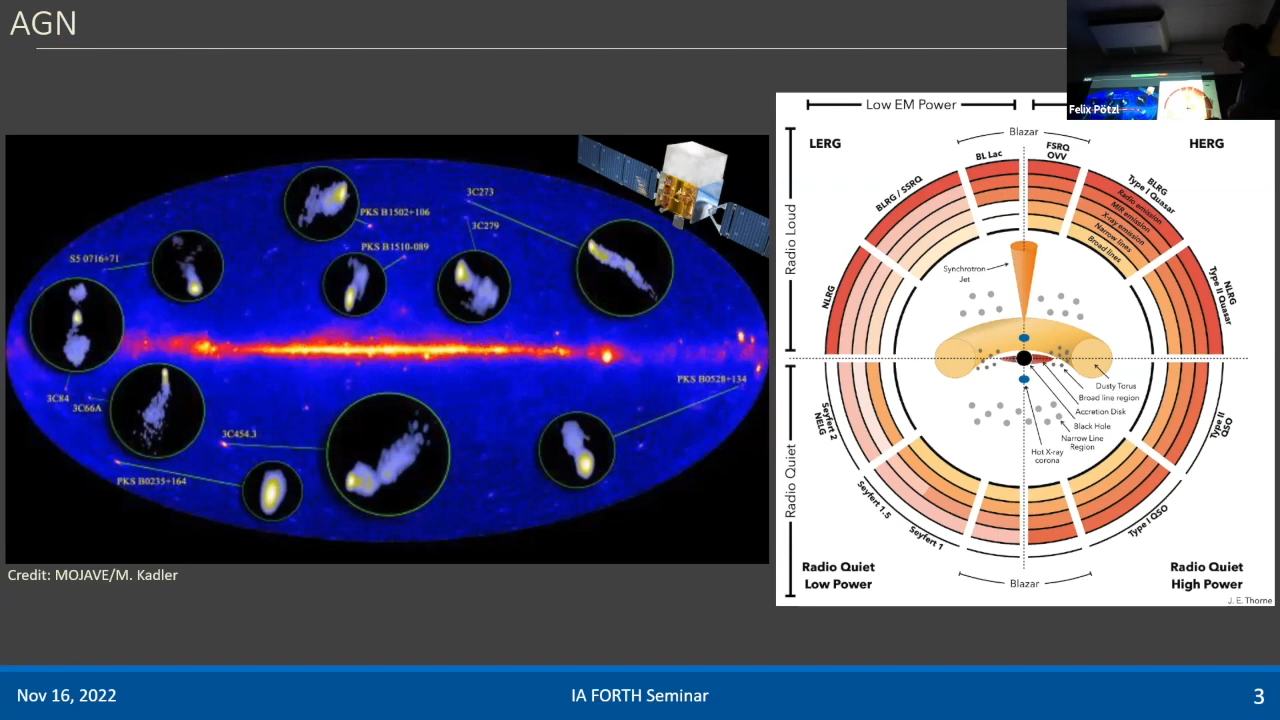 AGN
Felix Pötzl
3C273
3C279
PKS B1502+106
PKS B1510-089
S5 0716+71
3C84
3C66A
3C454.3
PKS B0235+164
PKS B0528+134
Credit: MOJAVE/M. Kadler
Low EM Power
Blazar
LERG
HERG
BL Lac
FSRQ
OVV
BLRG / SSRQ
BLRG
Type I Quasar
Radio emission
MIR emission
X-ray emission
Narrow lines
Broad lines
NLRG
NLRG
Type II Quasar
Radio Loud
Radio Quiet
Synchrotron
Jet
Dusty Torus
Broad line region
Accretion Disk
Black Hole
Narrow Line
Region
Hot X-ray
corona
Seyfert 2
NELG
Seyfert 1.5
Seyfert 1
Type II
QSO
Type I QSO
Blazar
Radio Quiet
Low Power
Radio Quiet
High Power
J. E. Thorne
Nov 16, 2022
IA FORTH Seminar
3